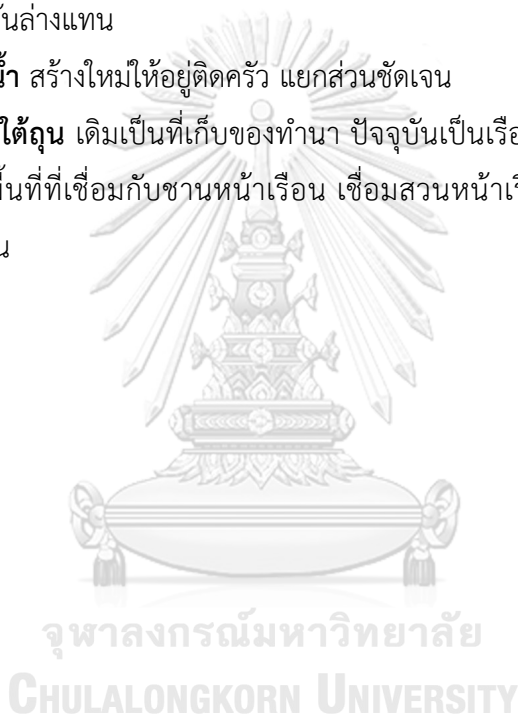 ันล่างแทน
น้ำ สร้างใหม่ให้อยู่ติดครัว แยกส่วนชัดเจน
ใต้ถุน เดิมเป็นที่เก็บของทำนา ปัจจุบันเป็นเรือ
พื้นที่ที่เชื่อมกับชานหน้าเรือน เชื่อมสวนหน้าเรื
น
จุฬาลงกรณ์มหาวิทยาลัย
CHULALONGKORN UNIVERSITY